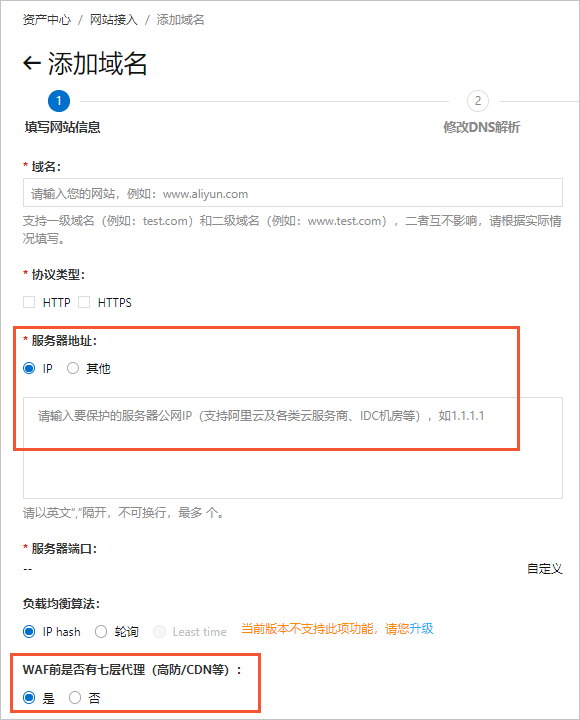 资产中心 / 网站接入 / 添加域名
← 添加域名
1
2
填写网站信息
修改DNS解析
* 域名:
请输入您的网站，例如：www.aliyun.com
支持一级域名（例如：test.com）和二级域名（例如：www.test.com），二者互不影响，请根据实际情
况填写。
* 协议类型:
HTTP HTTPS
* 服务器地址:
IP 其他
请输入要保护的服务器公网IP（支持阿里云及各类云服务商、IDC机房等），如1.1.1.1
请以英文","隔开，不可换行，最多 个。
* 服务器端口:
-- 自定义
负载均衡算法:
IP hash 轮询 Least time 当前版本不支持此项功能，请您升级
WAF前是否有七层代理（高防/CDN等）:
是 否